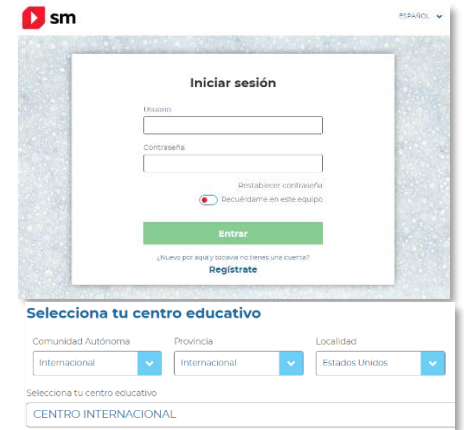 sm
ESPAÑOL
Iniciar sesión
Usuario
Contraseña
Restablecer contraseña
Recuérdame en este equipo
Entrar
¿Nuevo por aquí y todavía no tienes una cuenta?
Regístrate
Selecciona tu centro educativo
Comunidad Autónoma Provincia Localidad
Internacional Internacional Estados Unidos
Selecciona tu centro educativo
CENTRO INTERNACIONAL